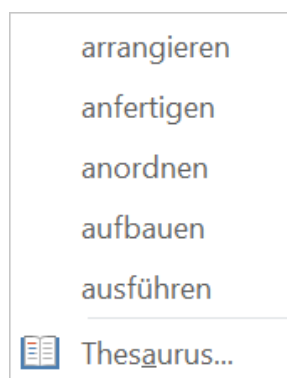 arrangieren
anfertigen
anordnen
aufbauen
ausführen
Thesaurus...